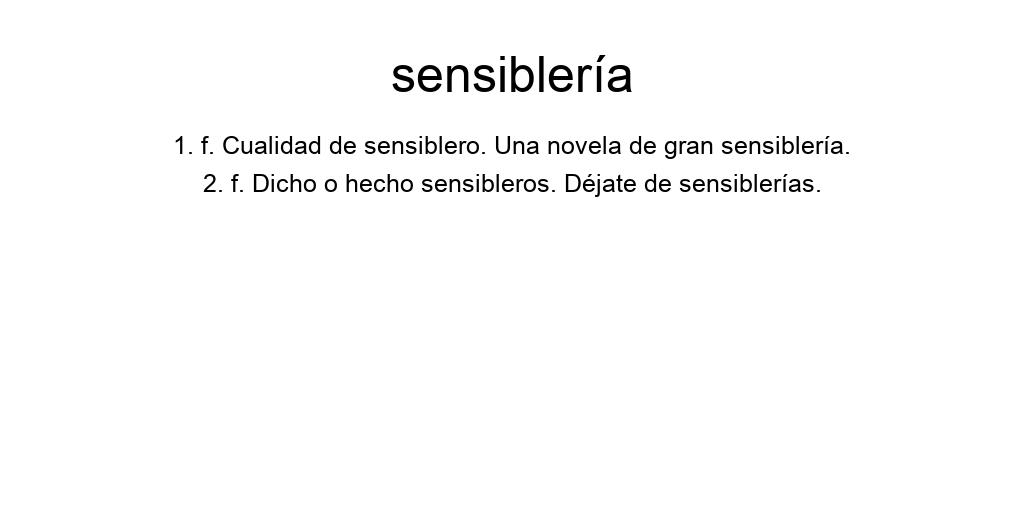 sensiblería
1. f. Cualidad de sensiblero. Una novela de gran sensiblería.
2. f. Dicho o hecho sensibleros. Déjate de sensiblerías.